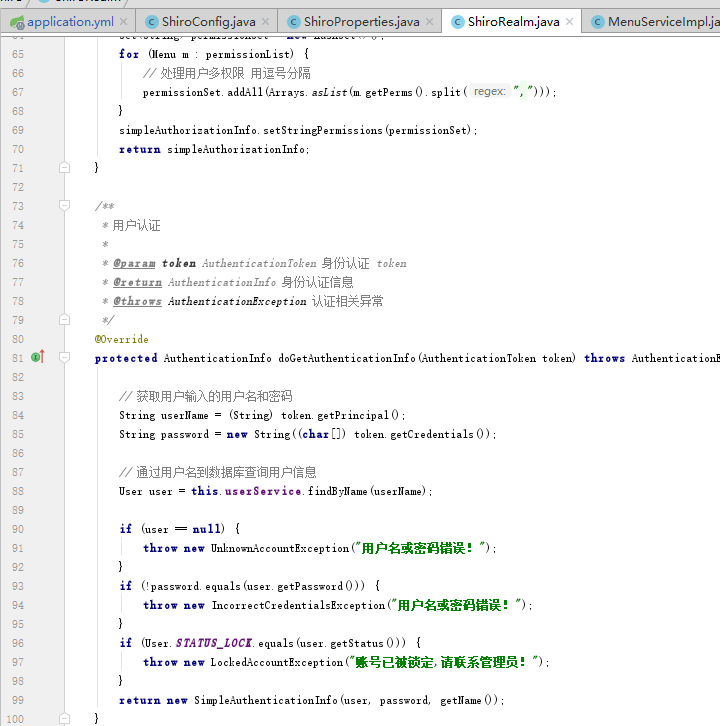 application.yml × ShiroConfig.java × ShiroProperties.java × ShiroRealm.java × MenuServiceImpl.ja
65 for (Menu m : permissionList) {
66 // 处理用户多权限 用逗号分隔
67 permissionSet.addAll(Arrays.asList(m.getPerms().split( regex: ",")));
68 }
69 simpleAuthorizationInfo.setStringPermissions(permissionSet);
70 return simpleAuthorizationInfo;
71 }
72
73 /**
74 * 用户认证
75 *
76 * @param token AuthenticationToken 身份认证 token
77 * @return AuthenticationInfo 身份认证信息
78 * @throws AuthenticationException 认证相关异常
79 */
80 @Override
81 protected AuthenticationInfo doGetAuthenticationInfo(AuthenticationToken token) throws AuthenticationE
82
83 // 获取用户输入的用户名和密码
84 String userName = (String) token.getPrincipal();
85 String password = new String((char[]) token.getCredentials());
86
87 // 通过用户名到数据库查询用户信息
88 User user = this.userService.findByName(userName);
89
90 if (user == null) {
91 throw new UnknownAccountException("用户名或密码错误！");
92 }
93 if (!password.equals(user.getPassword())) {
94 throw new IncorrectCredentialsException("用户名或密码错误！");
95 }
96 if (User.STATUS_LOCK.equals(user.getStatus())) {
97 throw new LockedAccountException("账号已被锁定,请联系管理员！");
98 }
99 return new SimpleAuthenticationInfo(user, password, getName());
100 }